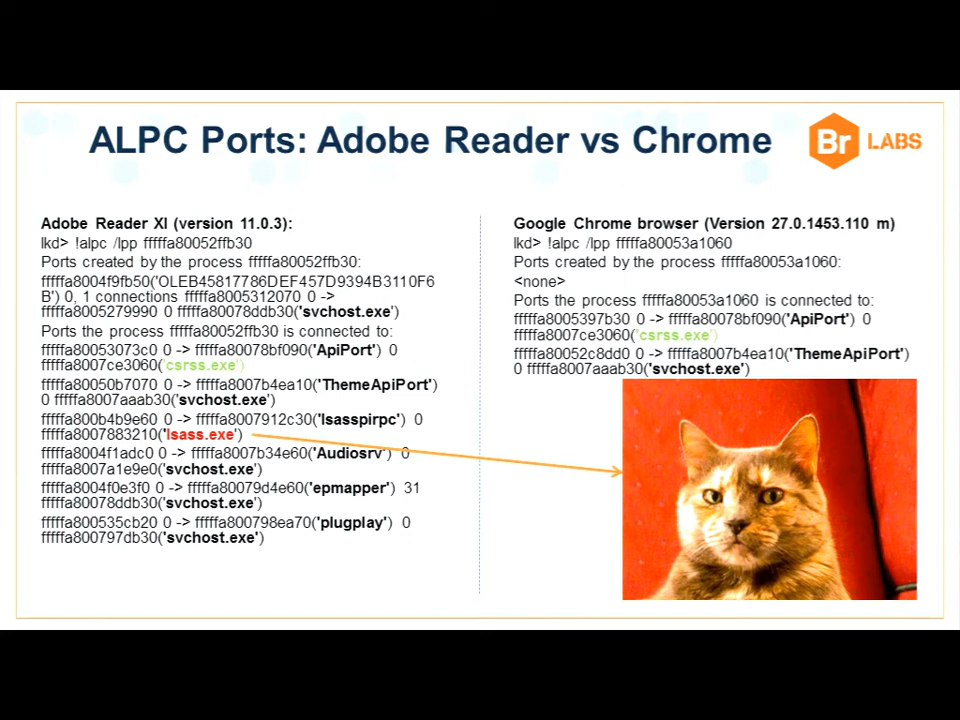 ALPC Ports: Adobe Reader vs Chrome
Br LABS
Adobe Reader XI (version 11.0.3):
lkd> !alpc /lpp fffffa80052ffb30
Ports created by the process fffffa80052ffb30:
fffffa8004f9fb50('OLEB45817786DEF457D9394B3110F6
B') 0, 1 connections fffffa8005312070 0 ->
fffffa8005279990 0 fffffa80078ddb30('svchost.exe')
Ports the process fffffa80052ffb30 is connected to:
fffffa80053073c0 0 -> fffffa80078bf090('ApiPort') 0
fffffa8007ce3060('csrss.exe')
fffffa80050b7070 0 -> fffffa8007b4ea10('ThemeApiPort')
0 fffffa8007aaab30('svchost.exe')
fffffa800b4b9e60 0 -> fffffa8007912c30('lsasspirpc') 0
fffffa8007883210('lsass.exe')
fffffa8004f1adc0 0 -> fffffa8007b34e60('Audiosrv') 0
fffffa8007a1e9e0('svchost.exe')
fffffa8004f0e3f0 0 -> fffffa80079d4e60('epmapper') 31
fffffa80078ddb30('svchost.exe')
fffffa800535cb20 0 -> fffffa800798ea70('plugplay') 0
fffffa800797db30('svchost.exe')
Google Chrome browser (Version 27.0.1453.110 m)
lkd> !alpc /lpp fffffa80053a1060
Ports created by the process fffffa80053a1060:
<none>
Ports the process fffffa80053a1060 is connected to:
fffffa8005397b30 0 -> fffffa80078bf090('ApiPort') 0
fffffa8007ce3060('csrss.exe')
fffffa80052c8dd0 0 -> fffffa8007b4ea10('ThemeApiPort')
0 fffffa8007aaab30('svchost.exe')